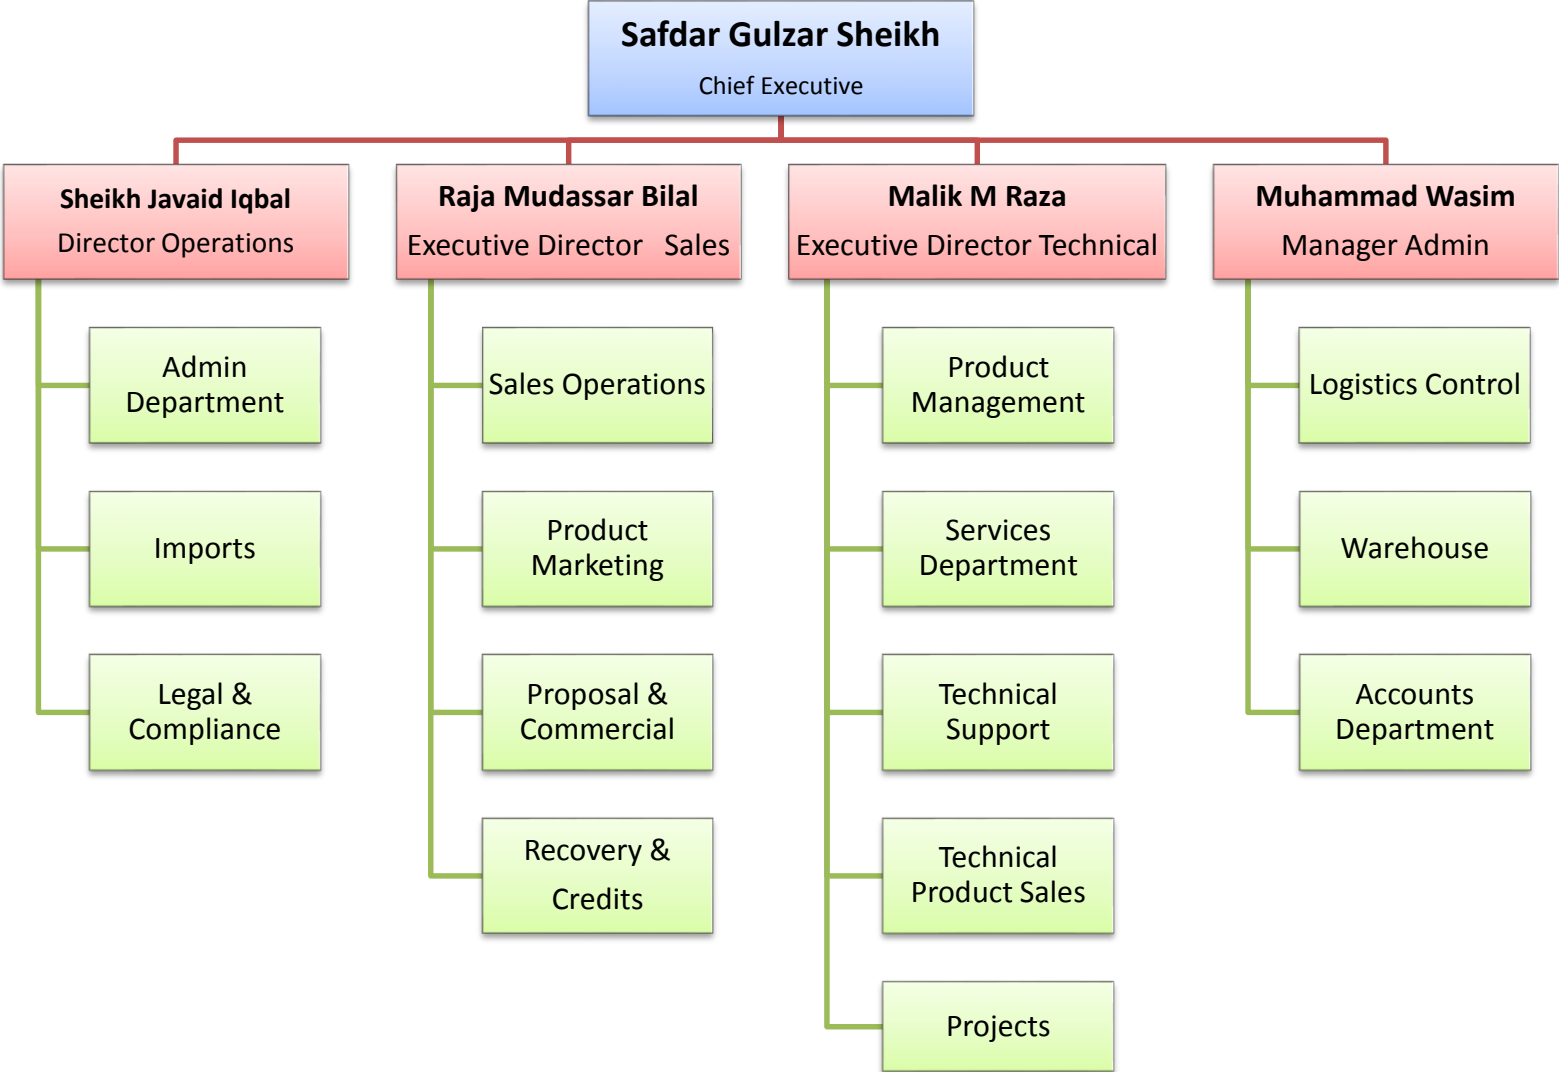 Safdar Gulzar Sheikh
Chief Executive
Sheikh Javaid Iqbal
Director Operations
Raja Mudassar Bilal
Executive Director Sales
Malik M Raza
Executive Director Technical
Muhammad Wasim
Manager Admin
Admin
Department
Imports
Legal &
Compliance
Sales Operations
Product
Marketing
Proposal &
Commercial
Recovery &
Credits
Product
Management
Services
Department
Technical
Support
Technical
Product Sales
Projects
Logistics Control
Warehouse
Accounts
Department